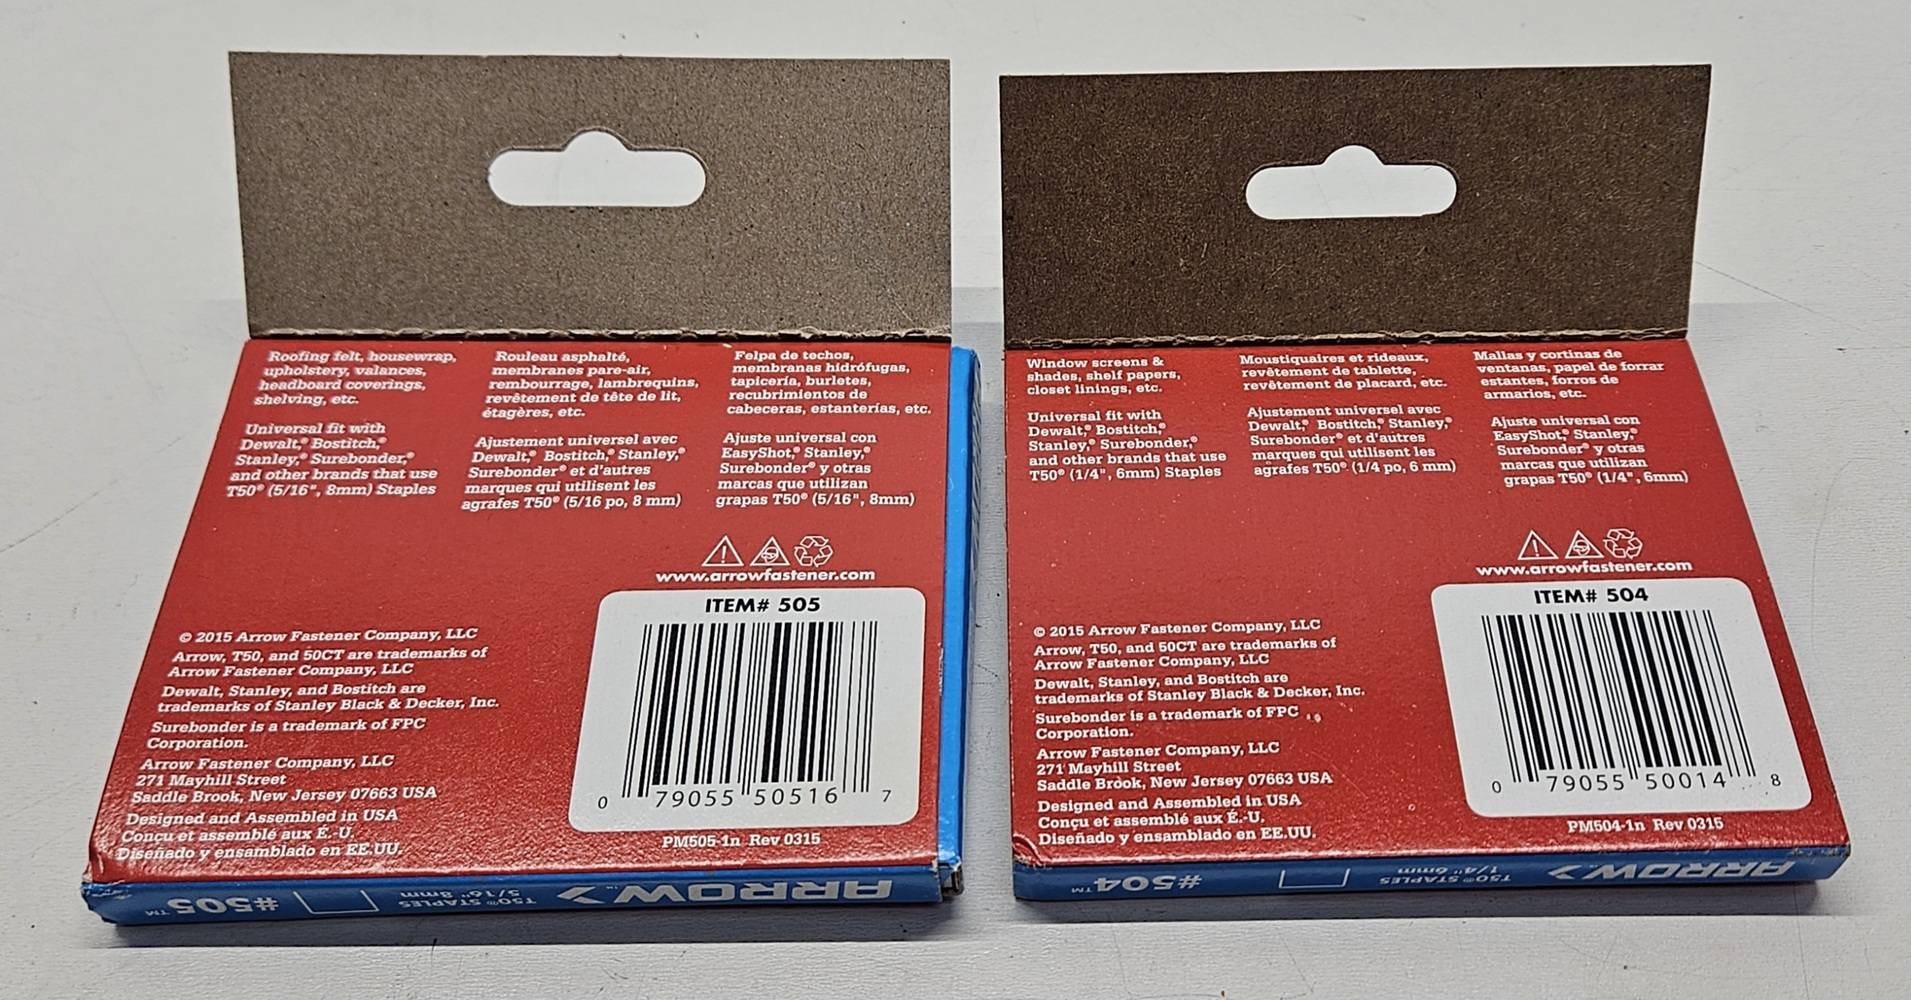 Roofing felt, housewrap,
upholstery, valances,
headboard coverings,
shelving, etc.
Universal fit with
Dewalt,® Bostitch,®
Stanley,® Surebonder,®
and other brands that use
T50® (5/16", 8mm) Staples
Rouleau asphalté,
membranes pare-air,
rembourrage, lambrequins,
revêtement de tête de lit,
étagères, etc.
Ajustement universel avec
Dewalt,® Bostitch,® Stanley,®
Surebonder® et d'autres
marques qui utilisent les
agrafes T50® (5/16 po, 8 mm)
Felpa de techos,
membranas hidrófugas,
tapicería, burletes,
recubrimientos de
cabeceras, estanterías, etc.
Ajuste universal con
EasyShot,® Stanley,®
Surebonder® y otras
marcas que utilizan
grapas T50® (5/16", 8mm)
www.arrowfastener.com
ITEM# 505
0 79055 50516 7
PM505-1n Rev 0315
© 2015 Arrow Fastener Company, LLC
Arrow, T50, and 50CT are trademarks of
Arrow Fastener Company, LLC
Dewalt, Stanley, and Bostitch are
trademarks of Stanley Black & Decker, Inc.
Surebonder is a trademark of FPC
Corporation.
Arrow Fastener Company, LLC
271 Mayhill Street
Saddle Brook, New Jersey 07663 USA
Designed and Assembled in USA
Conçu et assemblé aux É.-U.
Diseñado y ensamblado en EE.UU.
ARROW™
T50® STAPLES
5/16" 8mm
#505™
Window screens &
shades, shelf papers,
closet linings, etc.
Universal fit with
Dewalt,® Bostitch,®
Stanley,® Surebonder,®
and other brands that use
T50® (1/4", 6mm) Staples
Moustiquaires et rideaux,
revêtement de tablette,
revêtement de placard, etc.
Ajustement universel avec
Dewalt,® Bostitch,® Stanley,®
Surebonder® et d'autres
marques qui utilisent les
agrafes T50® (1/4 po, 6 mm)
Mallas y cortinas de
ventanas, papel de forrar
estantes, forros de
armarios, etc.
Ajuste universal con
EasyShot,® Stanley,®
Surebonder® y otras
marcas que utilizan
grapas T50® (1/4", 6mm)
www.arrowfastener.com
ITEM# 504
0 79055 50014 8
PM504-1n Rev 0315
© 2015 Arrow Fastener Company, LLC
Arrow, T50, and 50CT are trademarks of
Arrow Fastener Company, LLC
Dewalt, Stanley, and Bostitch are
trademarks of Stanley Black & Decker, Inc.
Surebonder is a trademark of FPC
Corporation.
Arrow Fastener Company, LLC
271 Mayhill Street
Saddle Brook, New Jersey 07663 USA
Designed and Assembled in USA
Conçu et assemblé aux É.-U.
Diseñado y ensamblado en EE.UU.
ARROW™
T50® STAPLES
1/4" 6mm
#504™